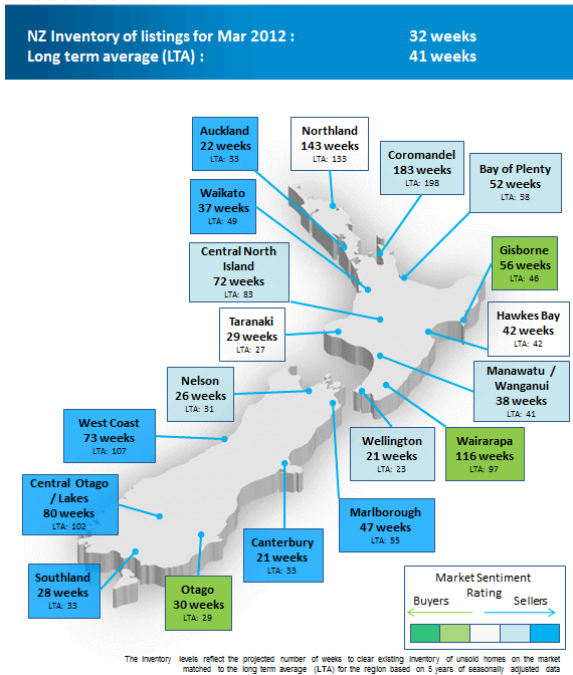 NZ Inventory of listings for Mar 2012 : 32 weeks
Long term average (LTA) : 41 weeks
Auckland
22 weeks
LTA: 33
Northland
143 weeks
LTA: 133
Coromandel
183 weeks
LTA: 198
Bay of Plenty
52 weeks
LTA: 58
Waikato
37 weeks
LTA: 49
Central North
Island
72 weeks
LTA: 83
Gisborne
56 weeks
LTA: 46
Taranaki
29 weeks
LTA: 27
Hawkes Bay
42 weeks
LTA: 42
Nelson
26 weeks
LTA: 31
Manawatu /
Wanganui
38 weeks
LTA: 41
West Coast
73 weeks
LTA: 107
Wellington
21 weeks
LTA: 23
Wairarapa
116 weeks
LTA: 97
Central Otago
/ Lakes
80 weeks
LTA: 102
Marlborough
47 weeks
LTA: 55
Canterbury
21 weeks
LTA: 33
Southland
28 weeks
LTA: 33
Otago
30 weeks
LTA: 29
Market Sentiment
Rating
Buyers Sellers
The Inventory levels reflect the projected number of weeks to clear existing inventory of unsold homes on the market
matched to the long term average (LTA) for the region based on 5 years of seasonally adjusted data